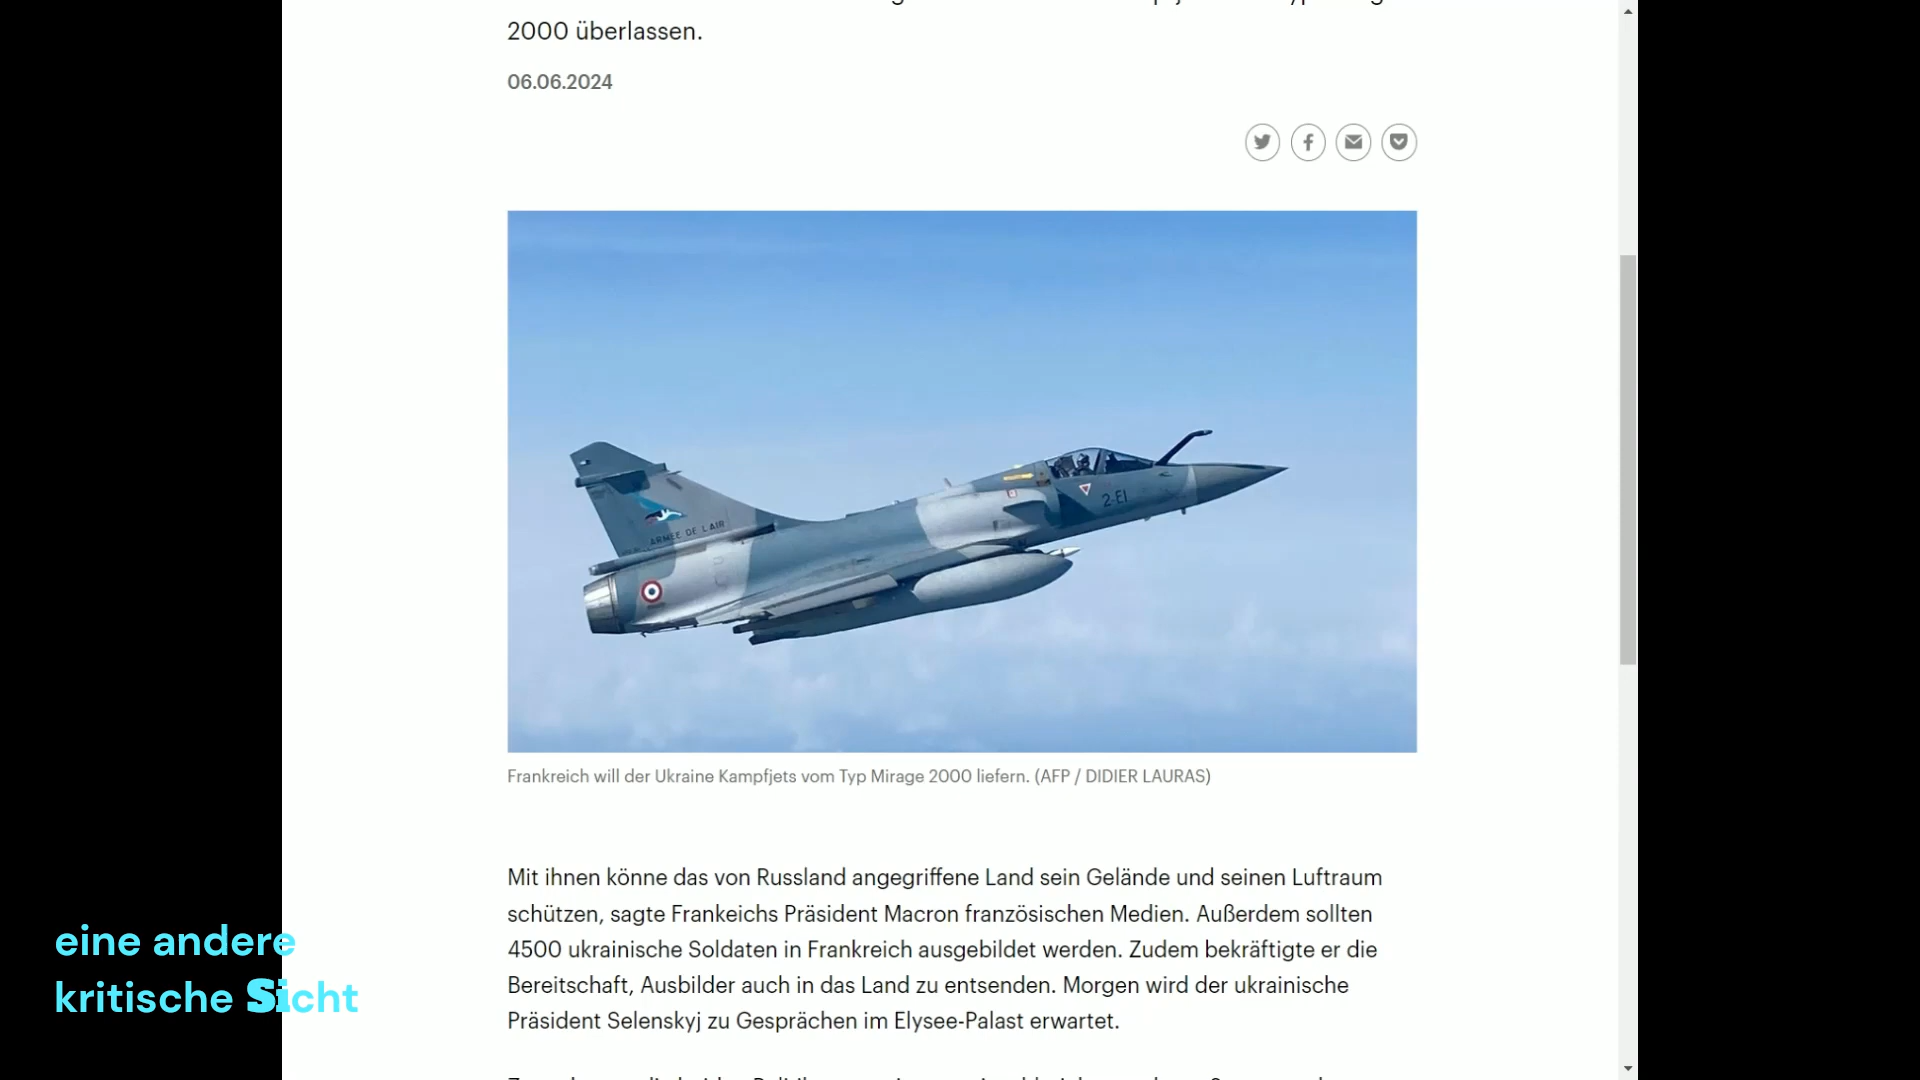 2000 überlassen.
06.06.2024
ARMEE DE L'AIR
2-EI
Frankreich will der Ukraine Kampfjets vom Typ Mirage 2000 liefern. (AFP / DIDIER LAURAS)
Mit ihnen könne das von Russland angegriffene Land sein Gelände und seinen Luftraum
schützen, sagte Frankeichs Präsident Macron französischen Medien. Außerdem sollten
4500 ukrainische Soldaten in Frankreich ausgebildet werden. Zudem bekräftigte er die
Bereitschaft, Ausbilder auch in das Land zu entsenden. Morgen wird der ukrainische
Präsident Selenskyj zu Gesprächen im Elysee-Palast erwartet.
eine andere
kritische Sicht